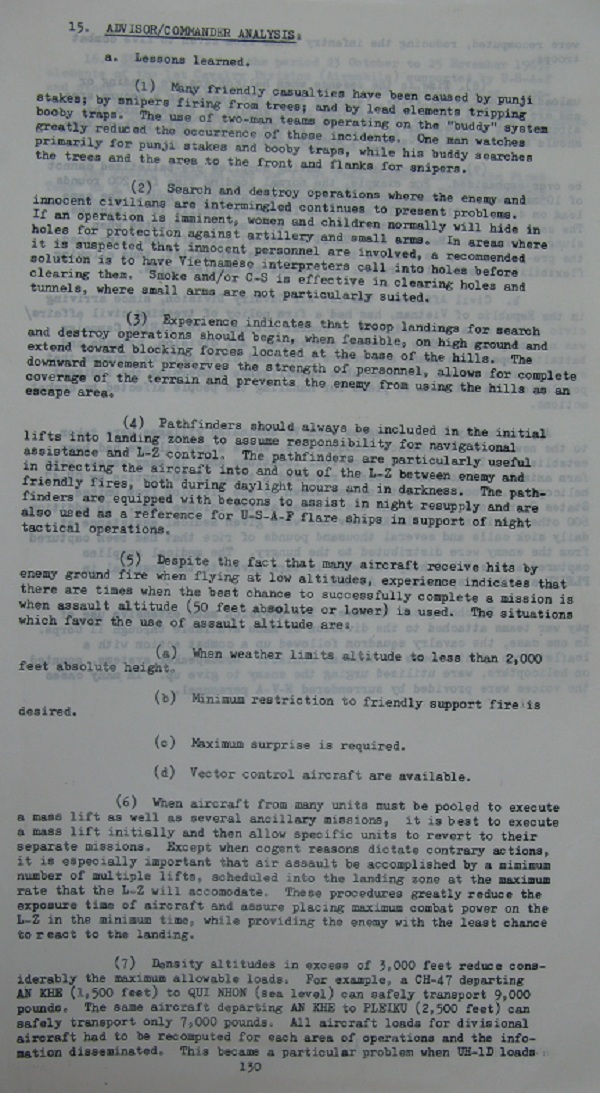 15. ADVISOR/COMMANDER ANALYSIS.
a. Lessons learned.
(1) Many friendly casualties have been caused by punji
stakes; by snipers firing from trees; and by lead elements tripping
booby traps. The use of two-man teams operating on the "buddy" system
greatly reduced the occurrence of these incidents. One man watches
primarily for punji stakes and booby traps, while his buddy searches
the trees and the area to the front and flanks for snipers.
(2) Search and destroy operations where the enemy and
innocent civilians are intermingled continues to present problems.
If an operation is imminent, women and children normally will hide in
holes for protection against artillery and small arms. In areas where
it is suspected that innocent personnel are involved, a recommended
solution is to have Vietnamese interpreters call into holes before
clearing them. Smoke and/or C-S is effective in clearing holes and
tunnels, where small arms are not particularly suited.
(3) Experience indicates that troop landings for search
and destroy operations should begin, when feasible, on high ground and
extend toward blocking forces located at the base of the hills. The
downward movement preserves the strength of personnel, allows for complete
coverage of the terrain and prevents the enemy from using the hills as an
escape area.
(4) Pathfinders should always be included in the initial
lifts into landing zones to assume responsibility for navigational
assistance and L-Z control. The pathfinders are particularly useful
in directing the aircraft into and out of the L-Z between enemy and
friendly fires, both during daylight hours and in darkness. The path-
finders are equipped with beacons to assist in night resupply and are
also used as a reference for U-S-A-F flare ships in support of night
tactical operations.
(5) Despite the fact that many aircraft receive hits by
enemy ground fire when flying at low altitudes, experience indicates that
there are times when the best chance to successfully complete a mission is
when assault altitude (50 feet absolute or lower) is used. The situations
which favor the use of assault altitude are:
(a) When weather limits altitude to less than 2,000
feet absolute height.
(b) Minimum restriction to friendly support fire is
desired.
(c) Maximum surprise is required.
(d) Vector control aircraft are available.
(6) When aircraft from many units must be pooled to execute
a mass lift as well as several ancillary missions, it is best to execute
a mass lift initially and then allow specific units to revert to their
separate missions. Except when cogent reasons dictate contrary actions,
it is especially important that air assault be accomplished by a minimum
number of multiple lifts, scheduled into the landing zone at the maximum
rate that the L-Z will accomodate. These procedures greatly reduce the
exposure time of aircraft and assure placing maximum combat power on the
L-Z in the minimum time, while providing the enemy with the least chance
to react to the landing.
(7) Density altitudes in excess of 3,000 feet reduce cons-
iderably the maximum allowable loads. For example, a CH-47 departing
AN KHE (1,500 feet) to QUI NHON (sea level) can safely transport 9,000
pounds. The same aircraft departing AN KHE to PLEIKU (2,500 feet) can
safely transport only 7,000 pounds. All aircraft loads for divisional
aircraft had to be recomputed for each area of operations and the info-
mation disseminated. This became a particular problem when UH-1D loads
130